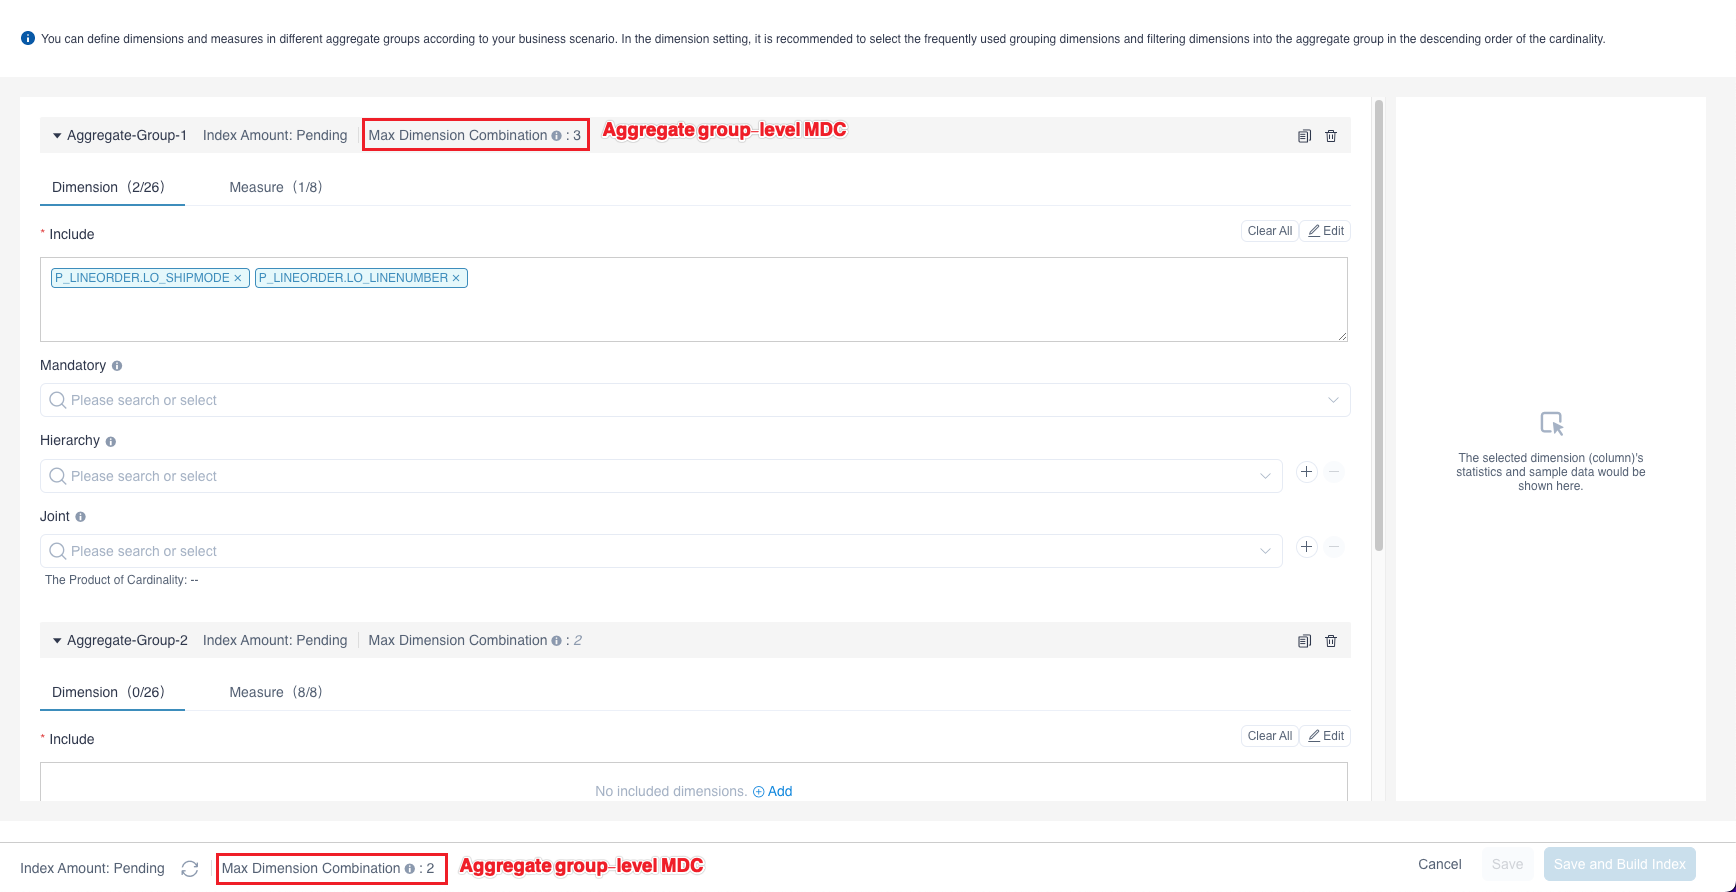 You can define dimensions and measures in different aggregate groups according to your business scenario. In the dimension setting, it is recommended to select the frequently used grouping dimensions and filtering dimensions into the aggregate group in the descending order of the cardinality.
Aggregate-Group-1 Index Amount: Pending Max Dimension Combination : 3 Aggregate group-level MDC
Dimension (2/26) Measure (1/8)
* Include Clear All Edit
P_LINEORDER.LO_SHIPMODE × P_LINEORDER.LO_LINENUMBER ×
Mandatory
Please search or select
Hierarchy
Please search or select
Joint
Please search or select
The Product of Cardinality: --
Aggregate-Group-2 Index Amount: Pending Max Dimension Combination : 2
Dimension (0/26) Measure (8/8)
* Include Clear All Edit
No included dimensions. Add
The selected dimension (column)'s
statistics and sample data would be
shown here.
Index Amount: Pending Max Dimension Combination : 2 Aggregate group-level MDC Cancel Save Save and Build Index